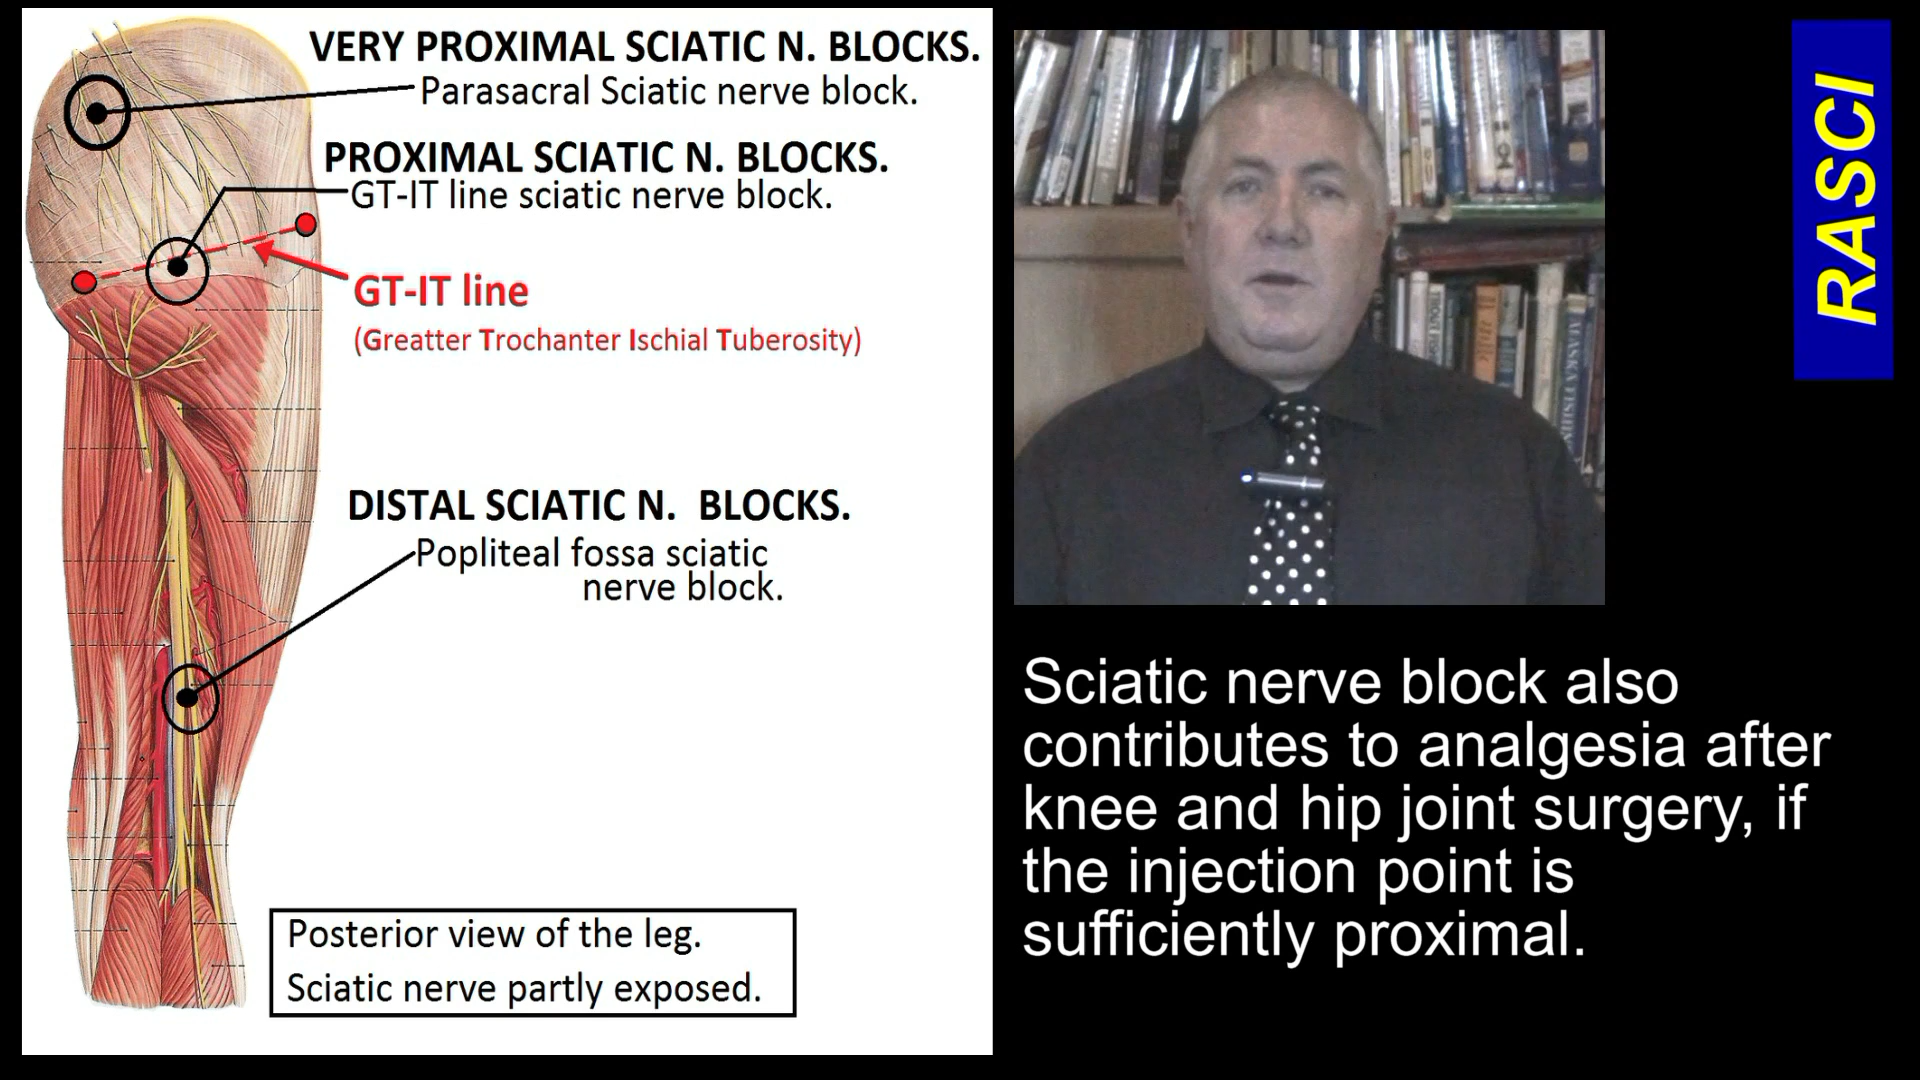 VERY PROXIMAL SCIATIC N. BLOCKS.
Parasacral Sciatic nerve block.
PROXIMAL SCIATIC N. BLOCKS.
GT-IT line sciatic nerve block.
GT-IT line
(Greatter Trochanter Ischial Tuberosity)
DISTAL SCIATIC N. BLOCKS.
Popliteal fossa sciatic
nerve block.
Posterior view of the leg.
Sciatic nerve partly exposed.
RASCI
Sciatic nerve block also
contributes to analgesia after
knee and hip joint surgery, if
the injection point is
sufficiently proximal.